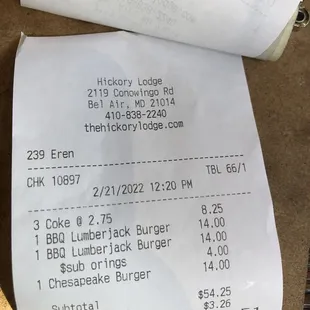 Hickory Lodge
2119 Conowingo Rd
Bel Air, MD 21014
410-838-2240
thehickorylodge.com
239 Eren
CHK 10897 TBL 66/1
2/21/2022 12:20 PM
3 Coke @ 2.75 8.25
1 BBQ Lumberjack Burger 14.00
1 BBQ Lumberjack Burger 14.00
$sub orings 4.00
1 Chesapeake Burger 14.00
Subtotal $54.25
$3.26